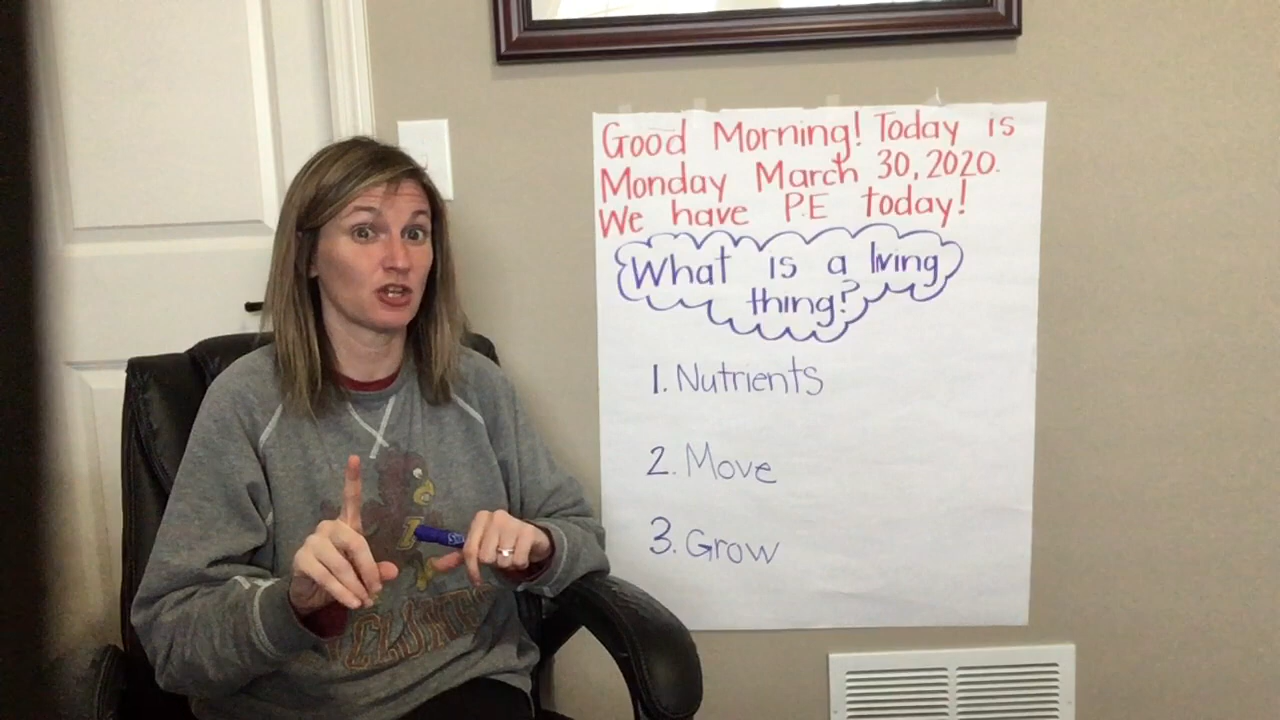 Good Morning! Today is
Monday March 30, 2020.
We have P.E today!
What is a living
thing?
1. Nutrients
2. Move
3. Grow